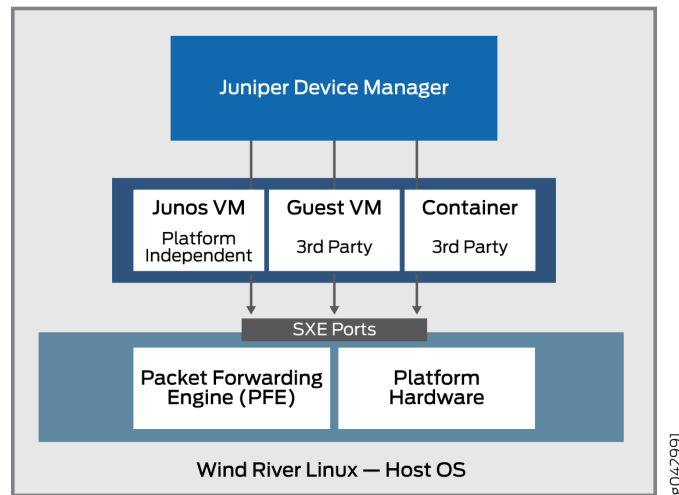 Juniper Device Manager
Junos VM
Platform
Independent
Guest VM
3rd Party
Container
3rd Party
SXE Ports
Packet Forwarding
Engine (PFE)
Platform
Hardware
Wind River Linux — Host OS
g042991